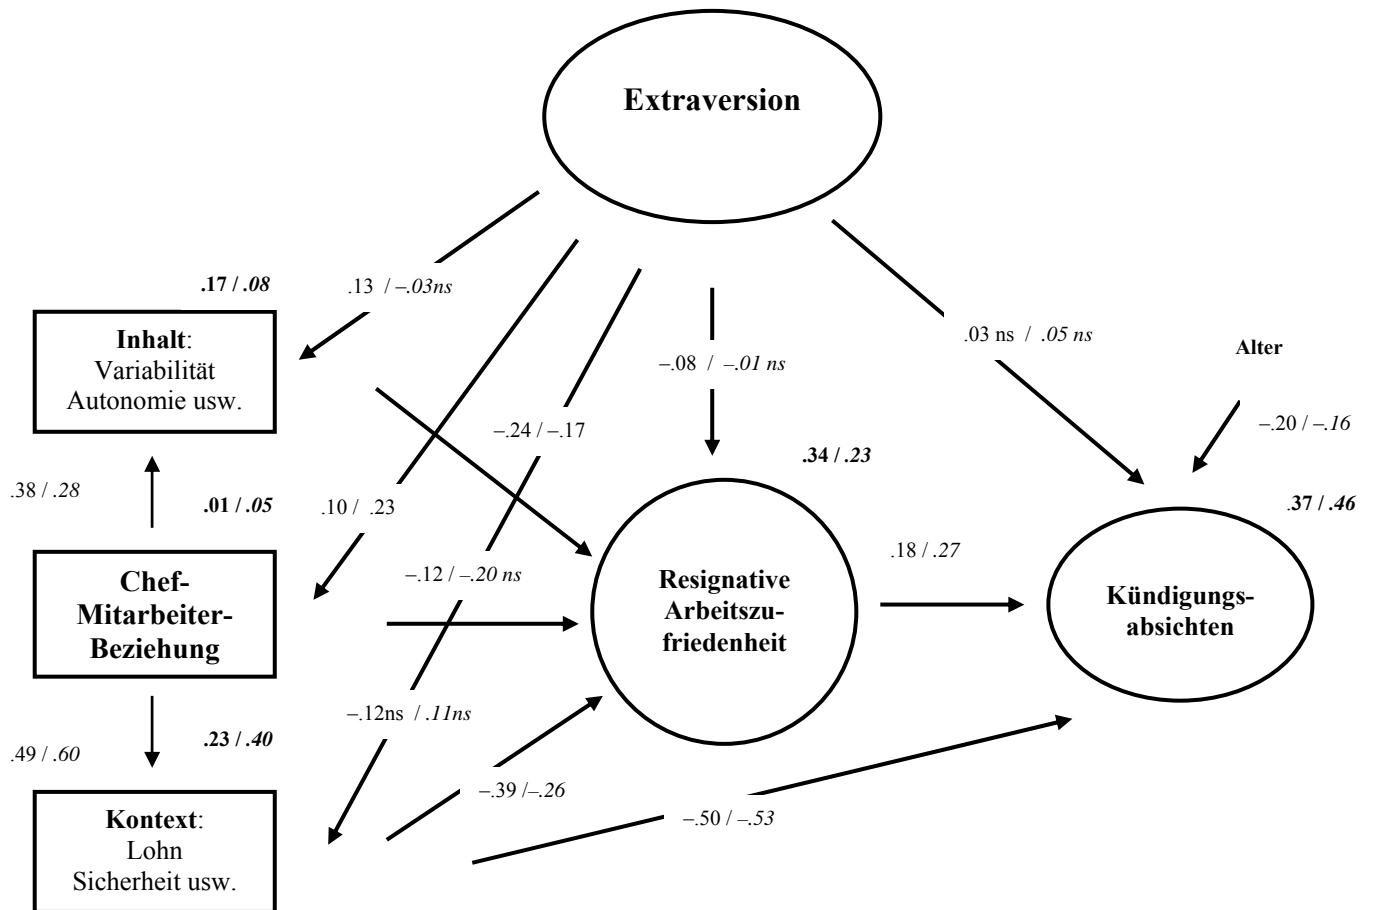 Extraversion
.17 / .08
.13 / –.03ns
Inhalt:
Variabilität
Autonomie usw.
.03 ns / .05 ns
Alter
–.08 / –.01 ns
–.20 / –.16
–.24 / –.17
.34 / .23
.38 / .28
.01 / .05
.10 / .23
.37 / .46
.18 / .27
–.12 / –.20 ns
Chef-
Mitarbeiter-
Beziehung
Resignative
Arbeitszu-
friedenheit
Kündigungs-
absichten
–.12ns / .11ns
.49 / .60
.23 / .40
–.39 /–.26
–.50 / –.53
Kontext:
Lohn
Sicherheit usw.